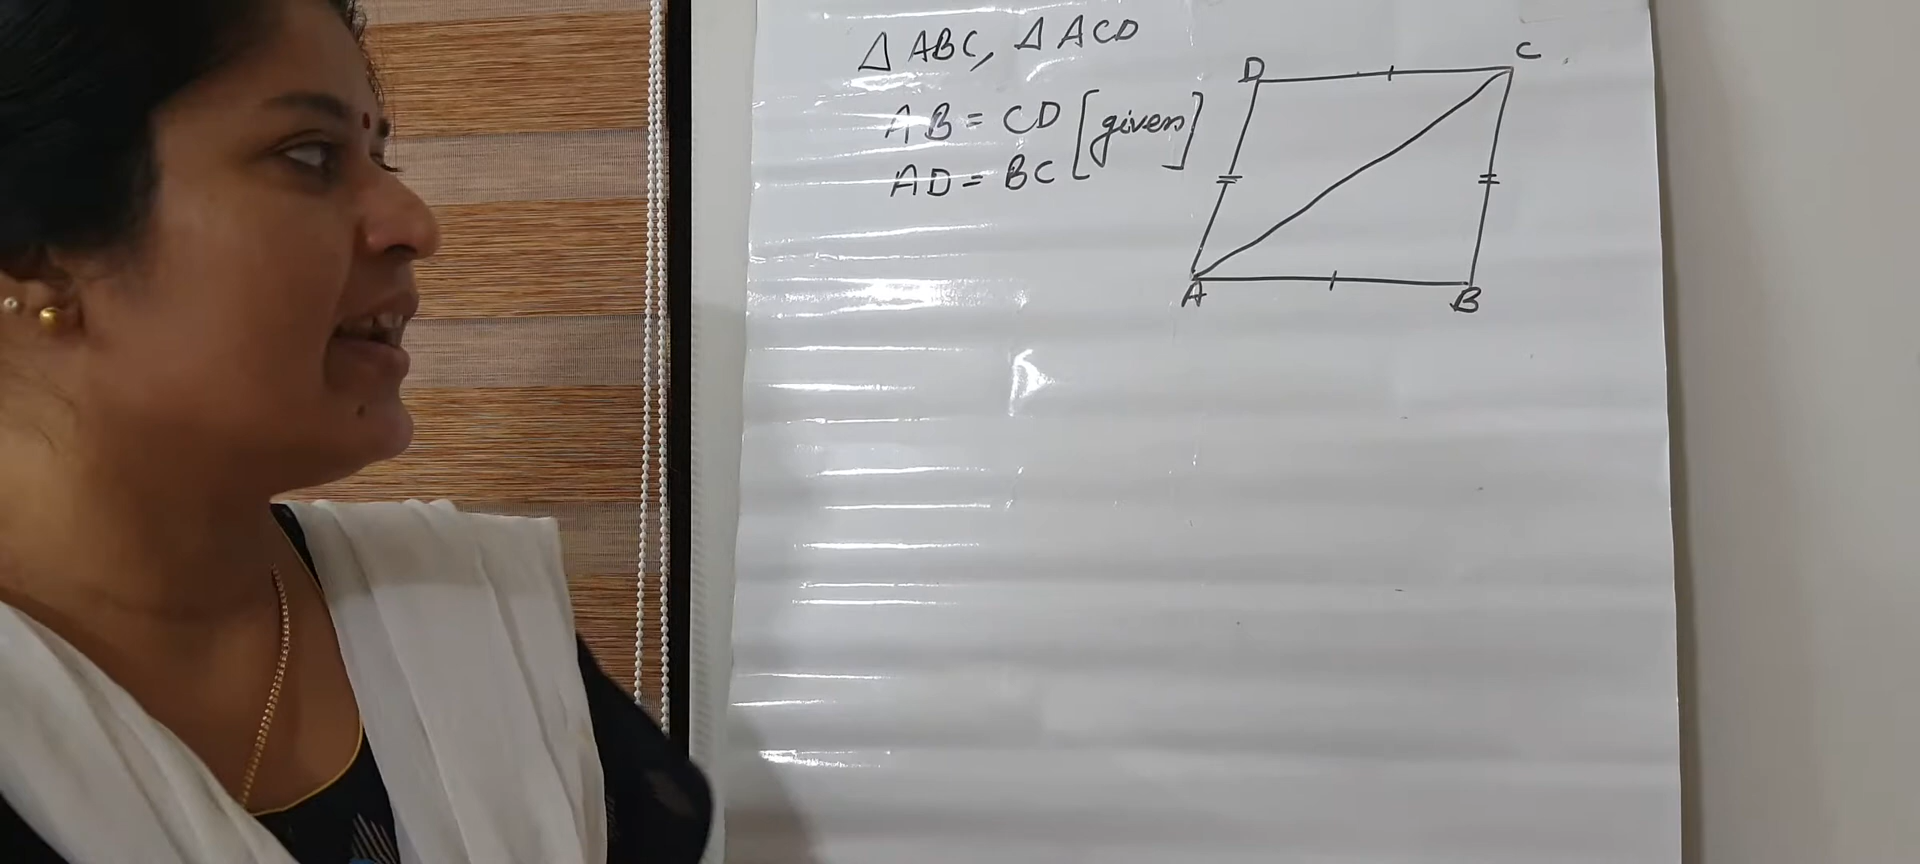 △ ABC, △ ACD
AB = CD [given]
AD = BC
D
C
A
B